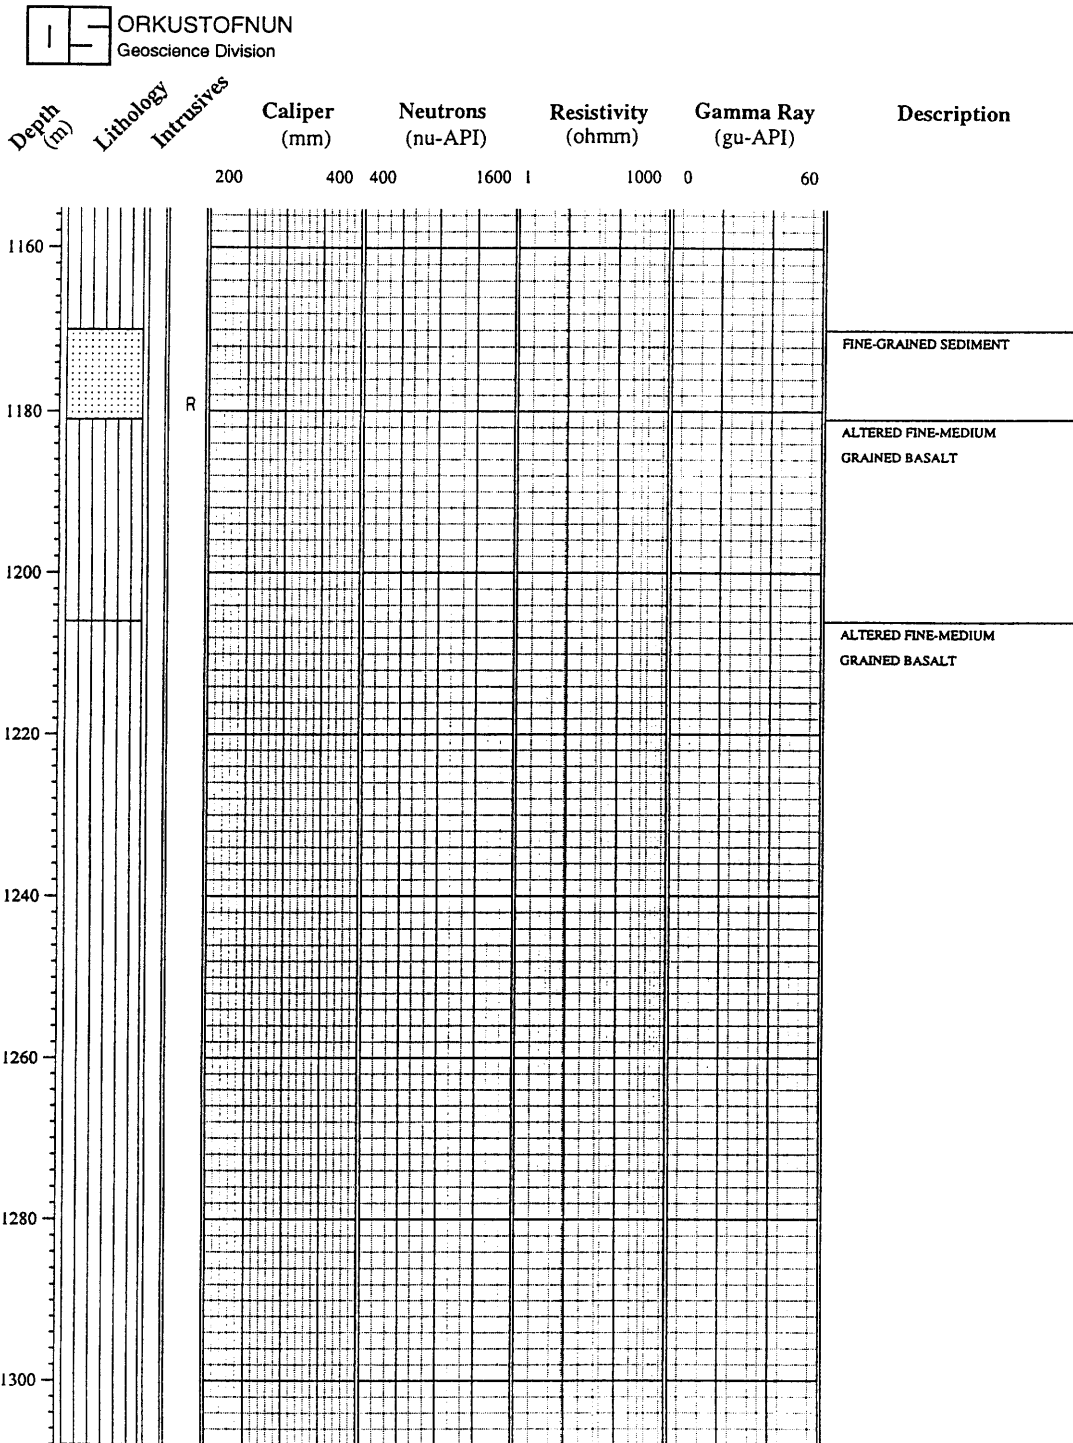 OS ORKUSTOFNUN
Geoscience Division
Depth
(m)
Lithology
Intrusives
Caliper
(mm)
Neutrons
(nu-API)
Resistivity
(ohmm)
Gamma Ray
(gu-API)
Description
200 400 400 1600 1 1000 0 60
1160
FINE-GRAINED SEDIMENT
R
1180
ALTERED FINE-MEDIUM
GRAINED BASALT
1200
ALTERED FINE-MEDIUM
GRAINED BASALT
1220
1240
1260
1280
1300